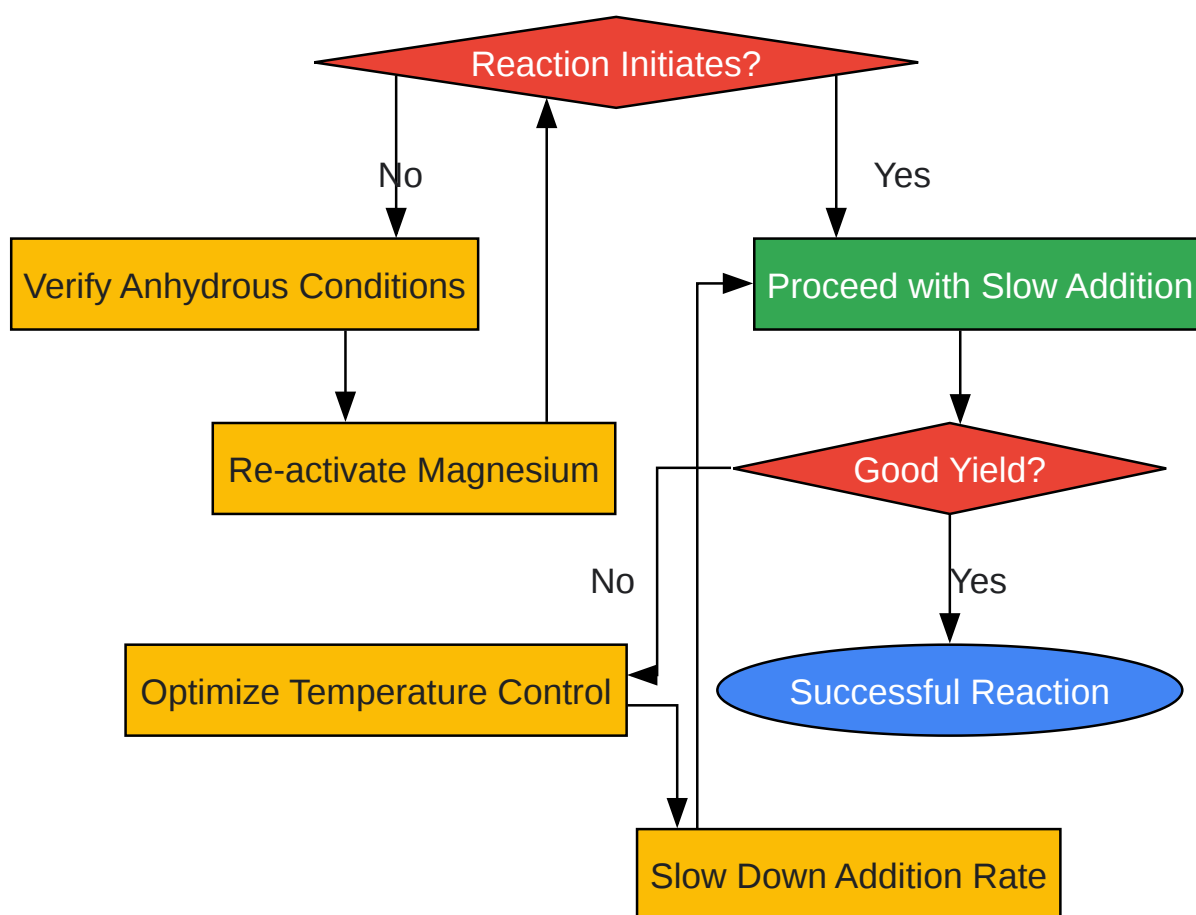 Reaction Initiates?
No
Yes
Verify Anhydrous Conditions
Proceed with Slow Addition
Re-activate Magnesium
Good Yield?
No
Yes
Optimize Temperature Control
Successful Reaction
Slow Down Addition Rate